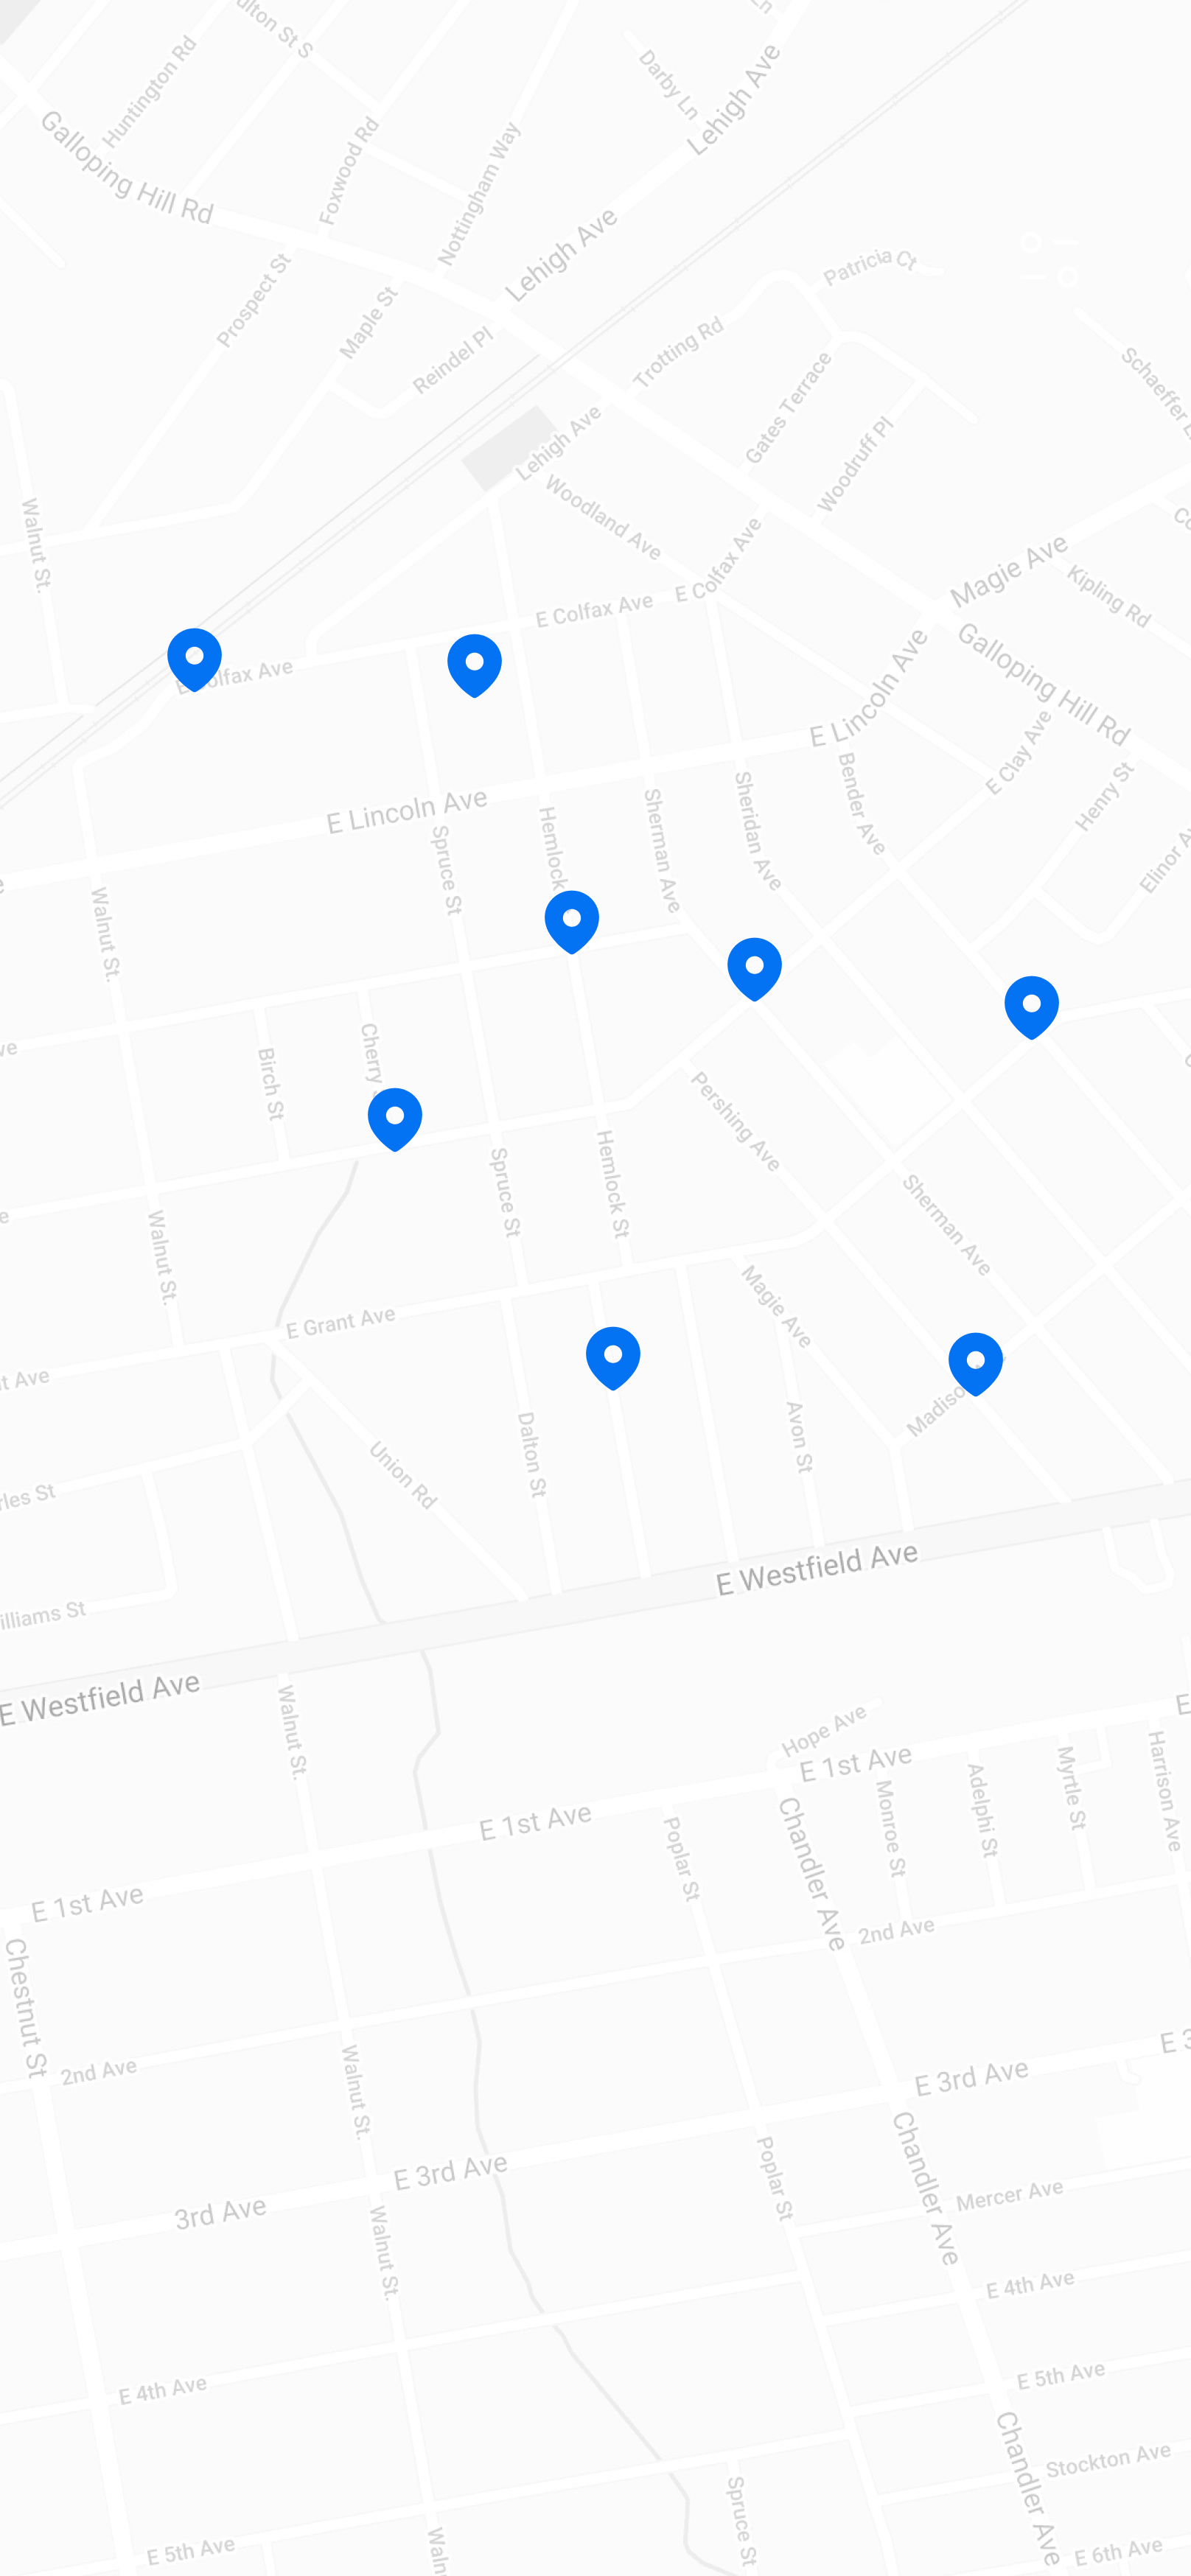 Huntington Rd
Darby Ln
Lehigh Ave
Galloping Hill Rd
Foxwood Rd
Nottingham Way
Lehigh Ave
Patricia Ct
Prospect St
Maple St
Reindel Pl
Trotting Rd
Gates Terrace
Lehigh Ave
Woodruff Pl
Woodland Ave
Walnut St.
E Colfax Ave
E Colfax Ave
Magie Ave
Kipling Rd
Galloping Hill Rd
E Lincoln Ave
E Clay Ave
Henry St
Bender Ave
E Lincoln Ave
Hemlock
Sherman Ave
Sheridan Ave
Spruce St
Walnut St.
Cherry
Birch St
Pershing Ave
Hemlock St
Spruce St
Sherman Ave
Walnut St.
Magie Ave
E Grant Ave
Avon St
Dalton St
Union Rd
E Westfield Ave
E Westfield Ave
Walnut St.
Hope Ave
E 1st Ave
Monroe St
Adelphi St
Myrtle St
Harrison Ave
E 1st Ave
Poplar St
Chandler Ave
E 1st Ave
2nd Ave
Chestnut St
2nd Ave
Walnut St.
E 3rd Ave
Chandler Ave
E 3rd Ave
Poplar St
Mercer Ave
3rd Ave
Walnut St.
E 4th Ave
E 4th Ave
E 5th Ave
Chandler Ave
Stockton Ave
Spruce St
E 5th Ave
E 6th Ave